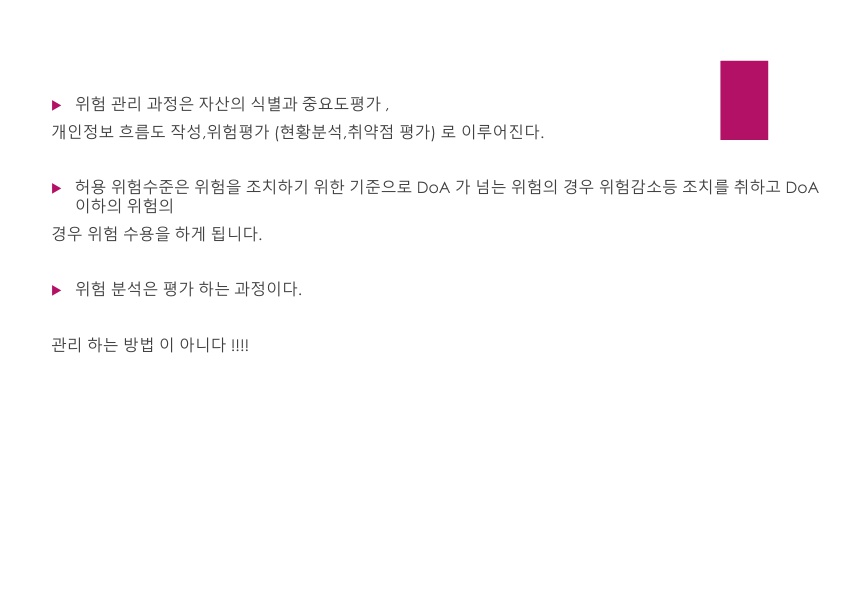 ▶ 위험 관리 과정은 자산의 식별과 중요도평가 ,
개인정보 흐름도 작성,위험평가 (현황분석,취약점 평가) 로 이루어진다.
▶ 허용 위험수준은 위험을 조치하기 위한 기준으로 DoA 가 넘는 위험의 경우 위험감소등 조치를 취하고 DoA
이하의 위험의
경우 위험 수용을 하게 됩니다.
▶ 위험 분석은 평가 하는 과정이다.
관리 하는 방법 이 아니다 !!!!